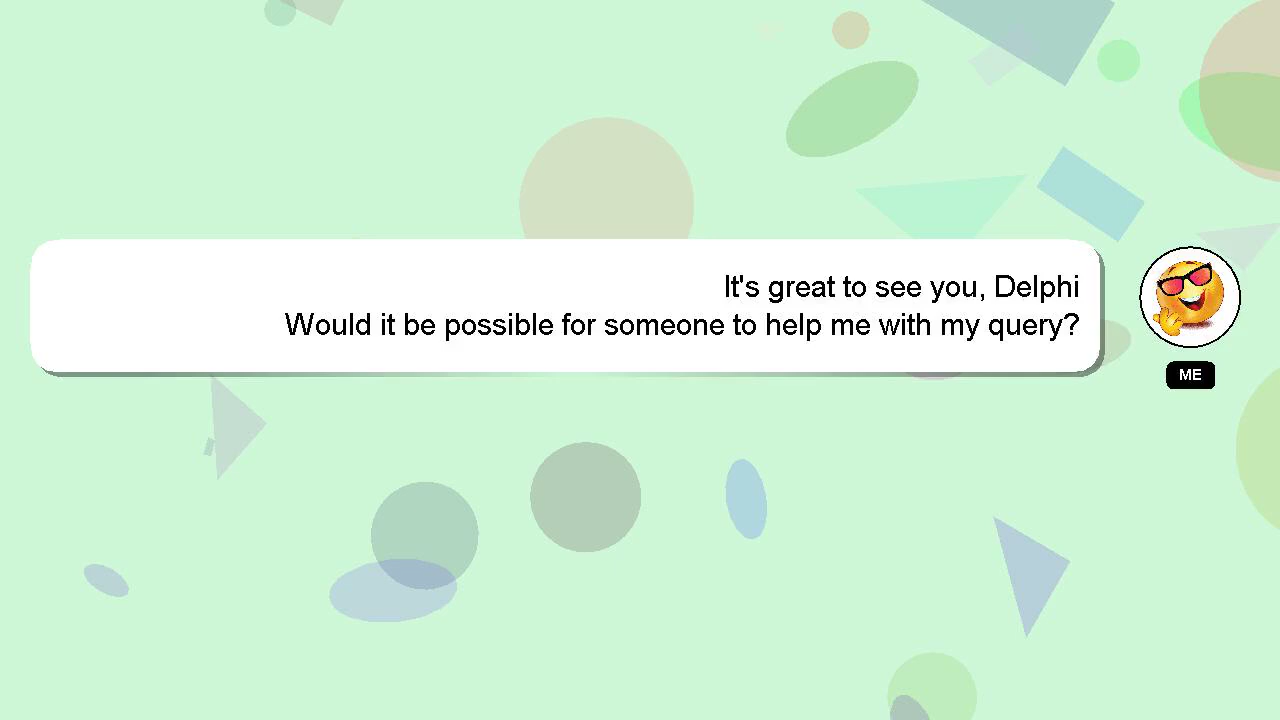 It's great to see you, Delphi
Would it be possible for someone to help me with my query?
ME